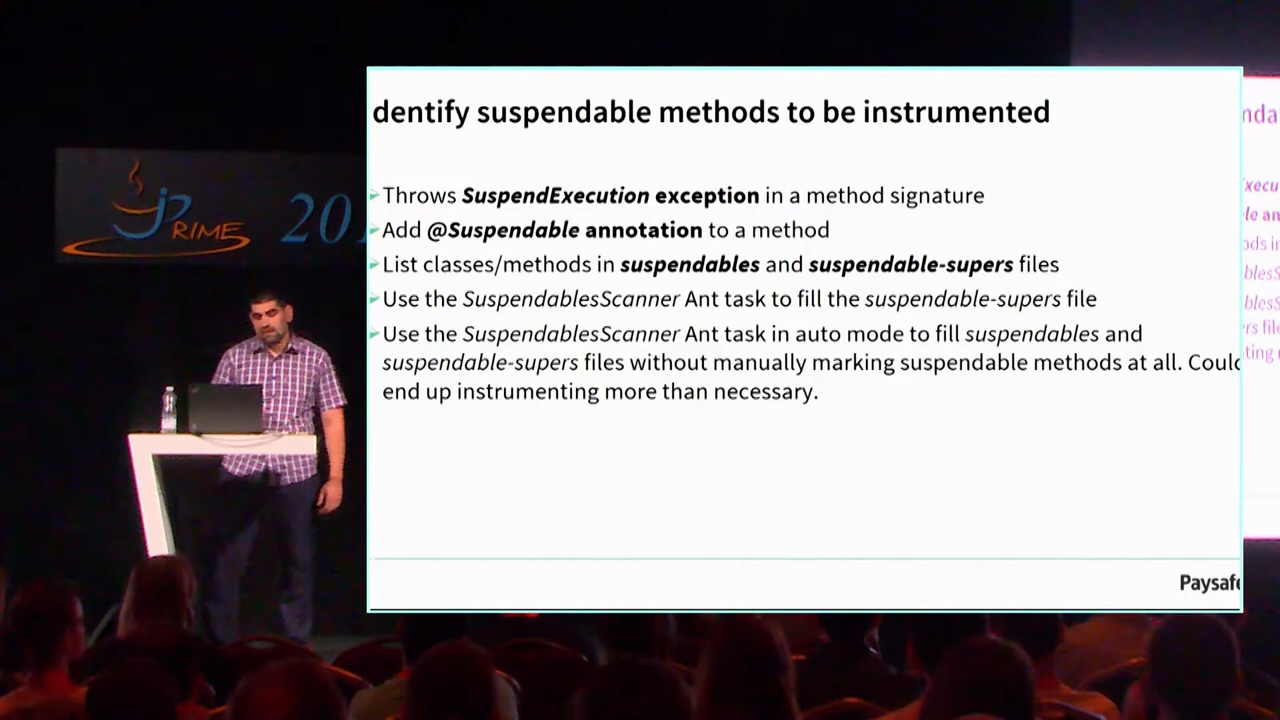 dentify suspendable methods to be instrumented
Throws SuspendExecution exception in a method signature
Add @Suspendable annotation to a method
List classes/methods in suspendables and suspendable-supers files
Use the SuspendablesScanner Ant task to fill the suspendable-supers file
Use the SuspendablesScanner Ant task in auto mode to fill suspendables and
suspendable-supers files without manually marking suspendable methods at all. Could
end up instrumenting more than necessary.
Paysafe
JPRIME 201